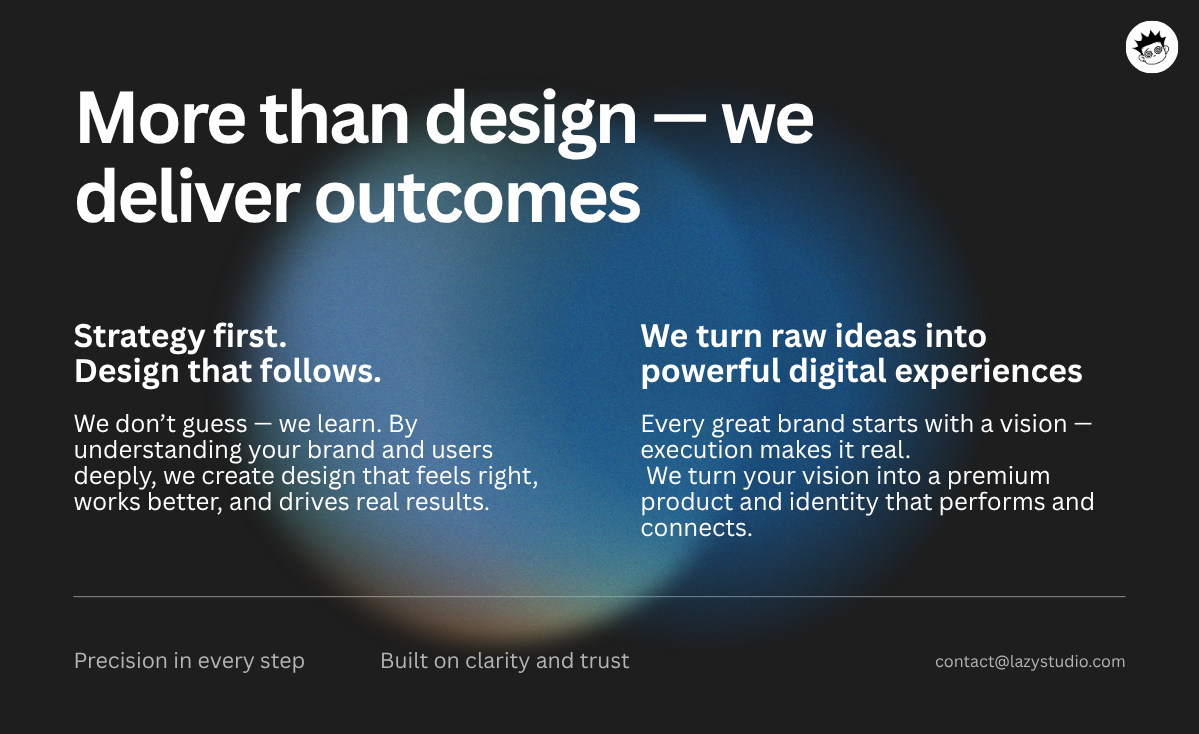 More than design — we
deliver outcomes
Strategy first.
Design that follows.
We don’t guess — we learn. By
understanding your brand and users
deeply, we create design that feels right,
works better, and drives real results.
We turn raw ideas into
powerful digital experiences
Every great brand starts with a vision —
execution makes it real.
We turn your vision into a premium
product and identity that performs and
connects.
Precision in every step
Built on clarity and trust
contact@lazystudio.com